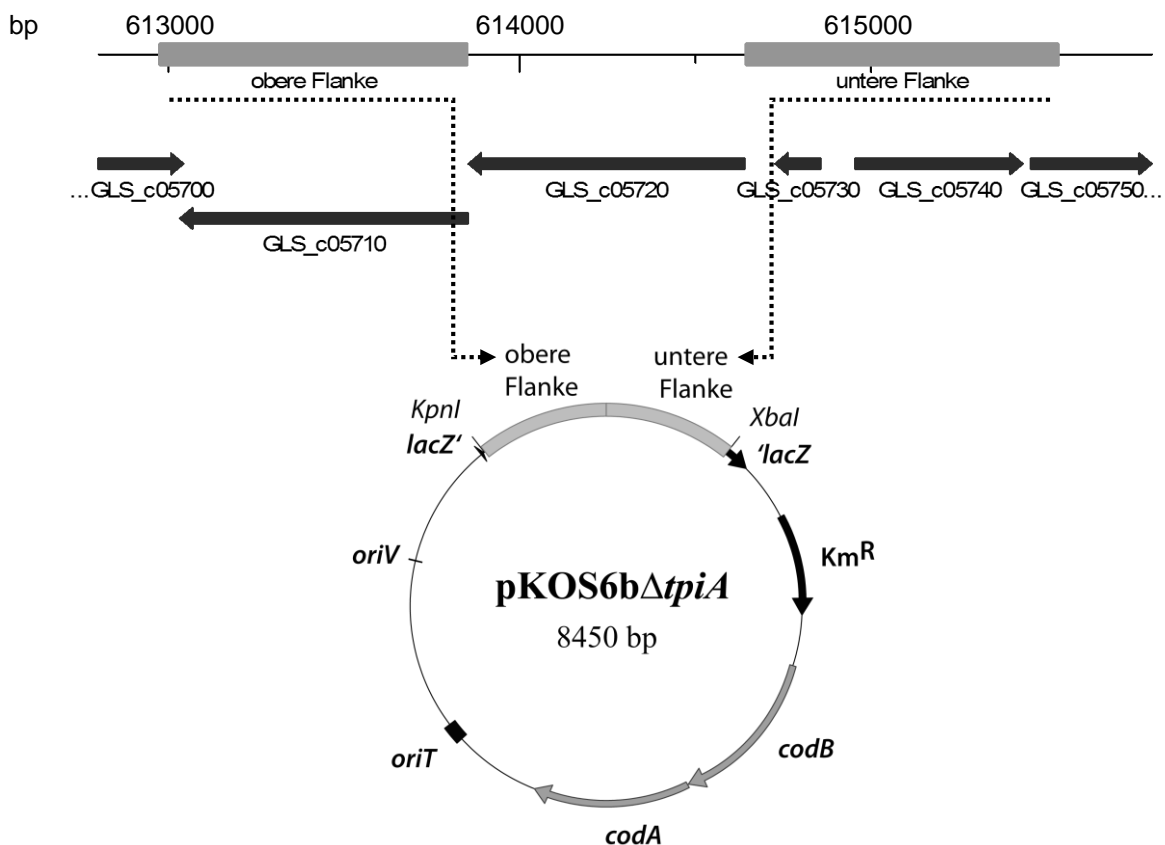 bp 613000 614000 615000
obere Flanke untere Flanke
...GLS_c05700 GLS_c05720 GLS_c05730 GLS_c05740 GLS_c05750...
GLS_c05710
obere untere
Flanke Flanke
KpnI XbaI
lacZ‘ ‘lacZ
oriV KmR
pKOS6bΔtpiA
8450 bp
oriT codB
codA